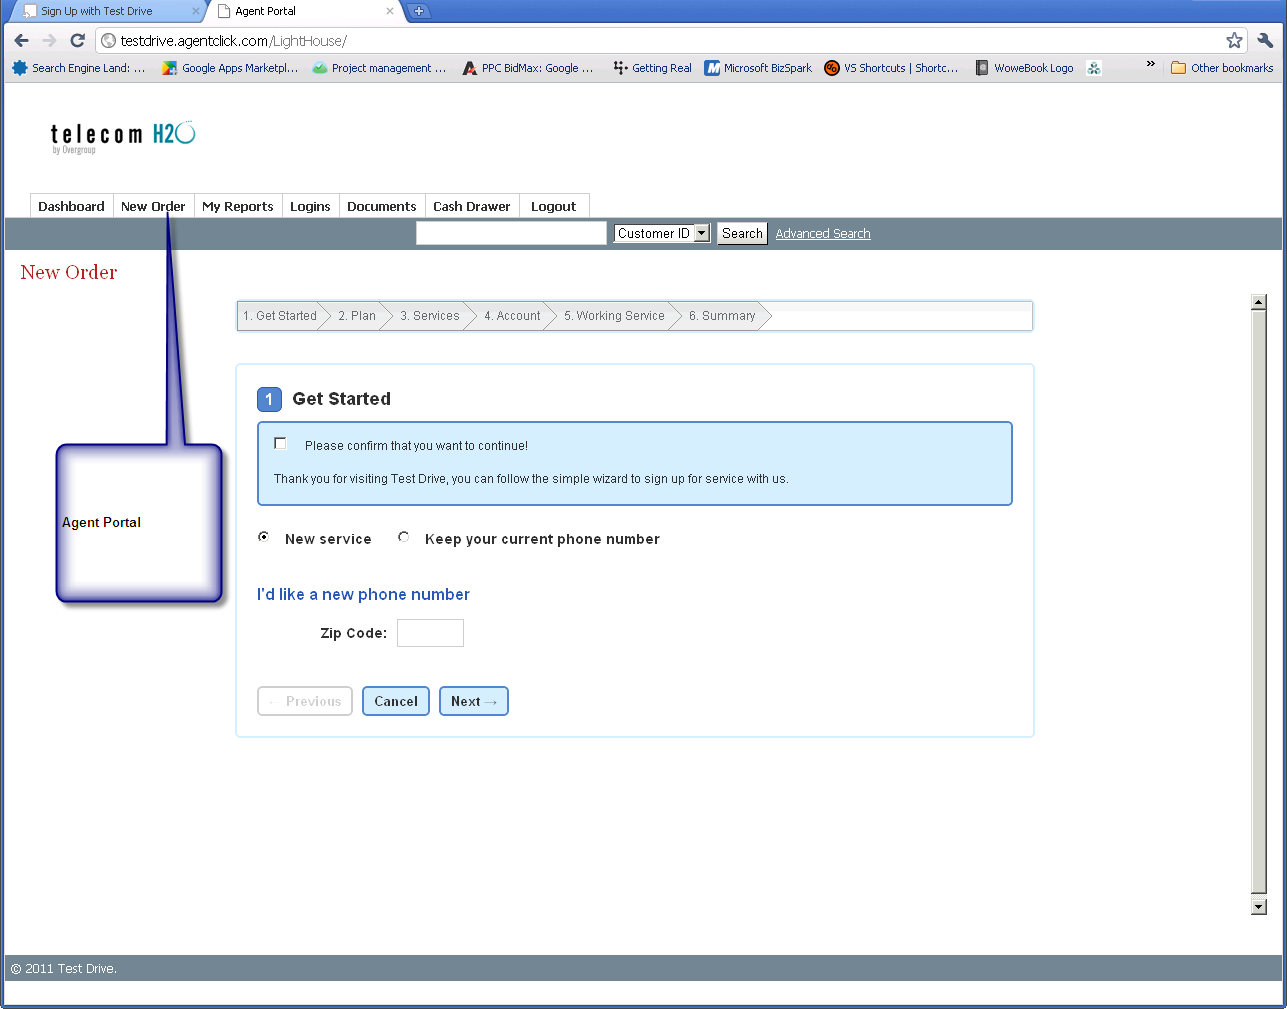 Sign Up with Test Drive
Agent Portal
testdrive.agentclick.com/LightHouse/
Search Engine Land: ...
Google Apps Marketpl...
Project management ...
PPC BidMax: Google ...
Getting Real
Microsoft BizSpark
VS Shortcuts | Shortc...
WoweBook Logo
»
Other bookmarks
telecom H2O
by Overgroup
Dashboard
New Order
My Reports
Logins
Documents
Cash Drawer
Logout
Customer ID
Search
Advanced Search
New Order
1. Get Started
2. Plan
3. Services
4. Account
5. Working Service
6. Summary
1 Get Started
Please confirm that you want to continue!
Thank you for visiting Test Drive, you can follow the simple wizard to sign up for service with us.
Agent Portal
New service
Keep your current phone number
I'd like a new phone number
Zip Code:
← Previous
Cancel
Next →
© 2011 Test Drive.